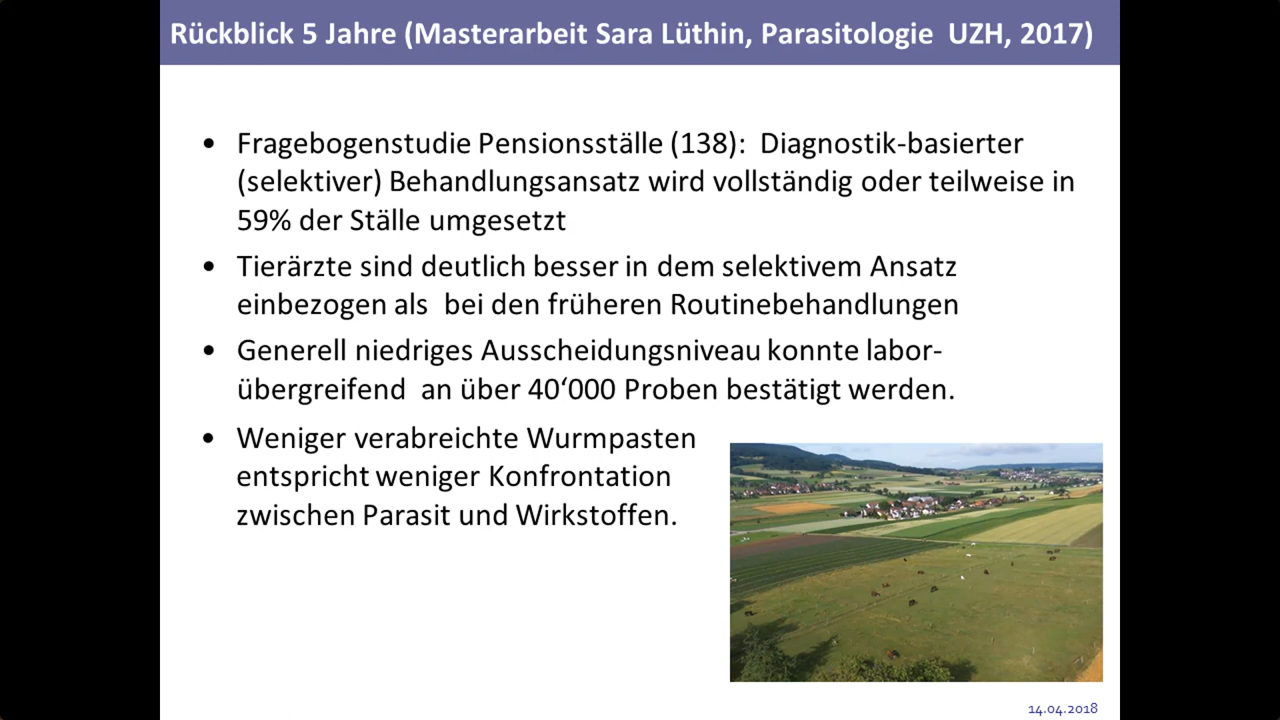 Rückblick 5 Jahre (Masterarbeit Sara Lüthin, Parasitologie UZH, 2017)
• Fragebogenstudie Pensionsställe (138): Diagnostik-basierter
(selektiver) Behandlungsansatz wird vollständig oder teilweise in
59% der Ställe umgesetzt
• Tierärzte sind deutlich besser in dem selektivem Ansatz
einbezogen als bei den früheren Routinebehandlungen
• Generell niedriges Ausscheidungsniveau konnte labor-
übergreifend an über 40‘000 Proben bestätigt werden.
• Weniger verabreichte Wurmpasten
entspricht weniger Konfrontation
zwischen Parasit und Wirkstoffen.
14.04.2018